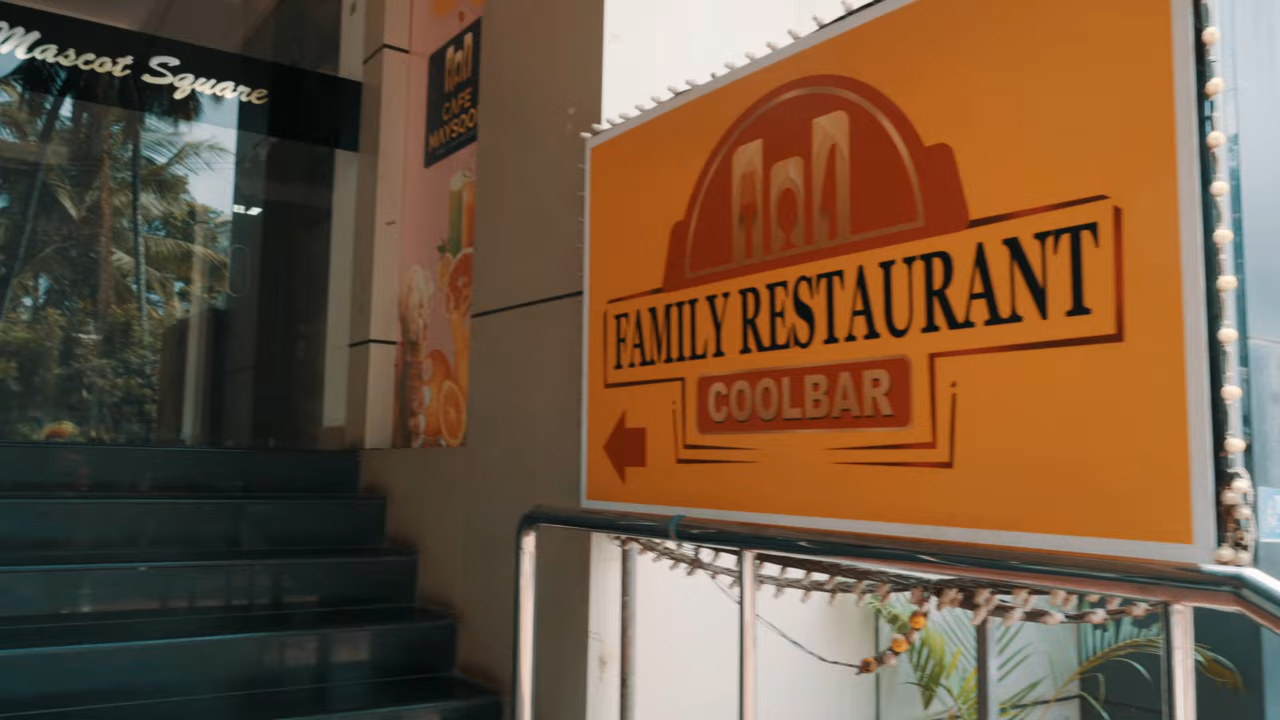 Mascot Square
CAFE
MAYSOO
FAMILY RESTAURANT
COOLBAR